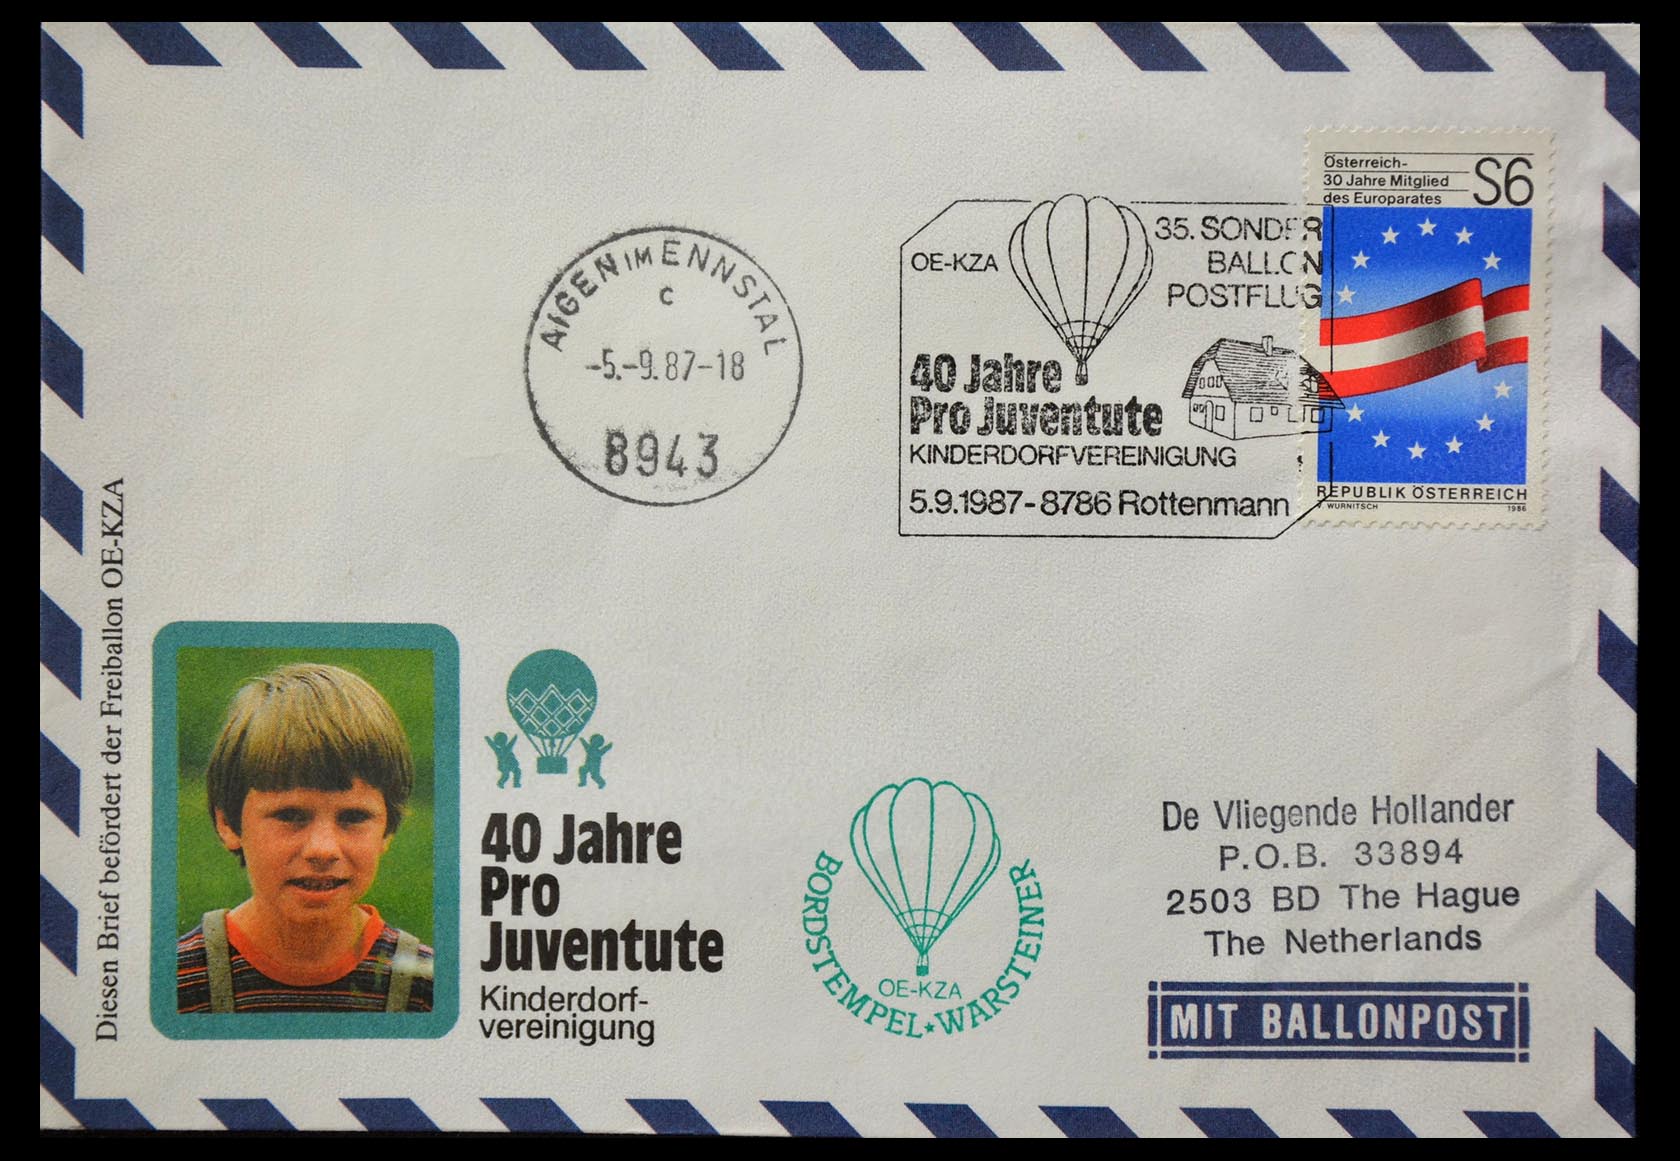 Österreich-
30 Jahre Mitglied
des Europarates
S6
REPUBLIK ÖSTERREICH
V. WURNITSCH 1986
OE-KZA
35. SONDER
BALLON
POSTFLUG
40 Jahre
Pro Juventute
KINDERDORFVEREINIGUNG
5.9.1987-8786 Rottenmann
AIGEN IM ENNSTAL
c
-5.-9.87-18
8943
Diesen Brief befördert der Freiballon OE-KZA
40 Jahre
Pro
Juventute
Kinderdorf-
vereinigung
OE-KZA
BORDSTEMPEL★WARSTEINER
De Vliegende Hollander
P.O.B. 33894
2503 BD The Hague
The Netherlands
MIT BALLONPOST